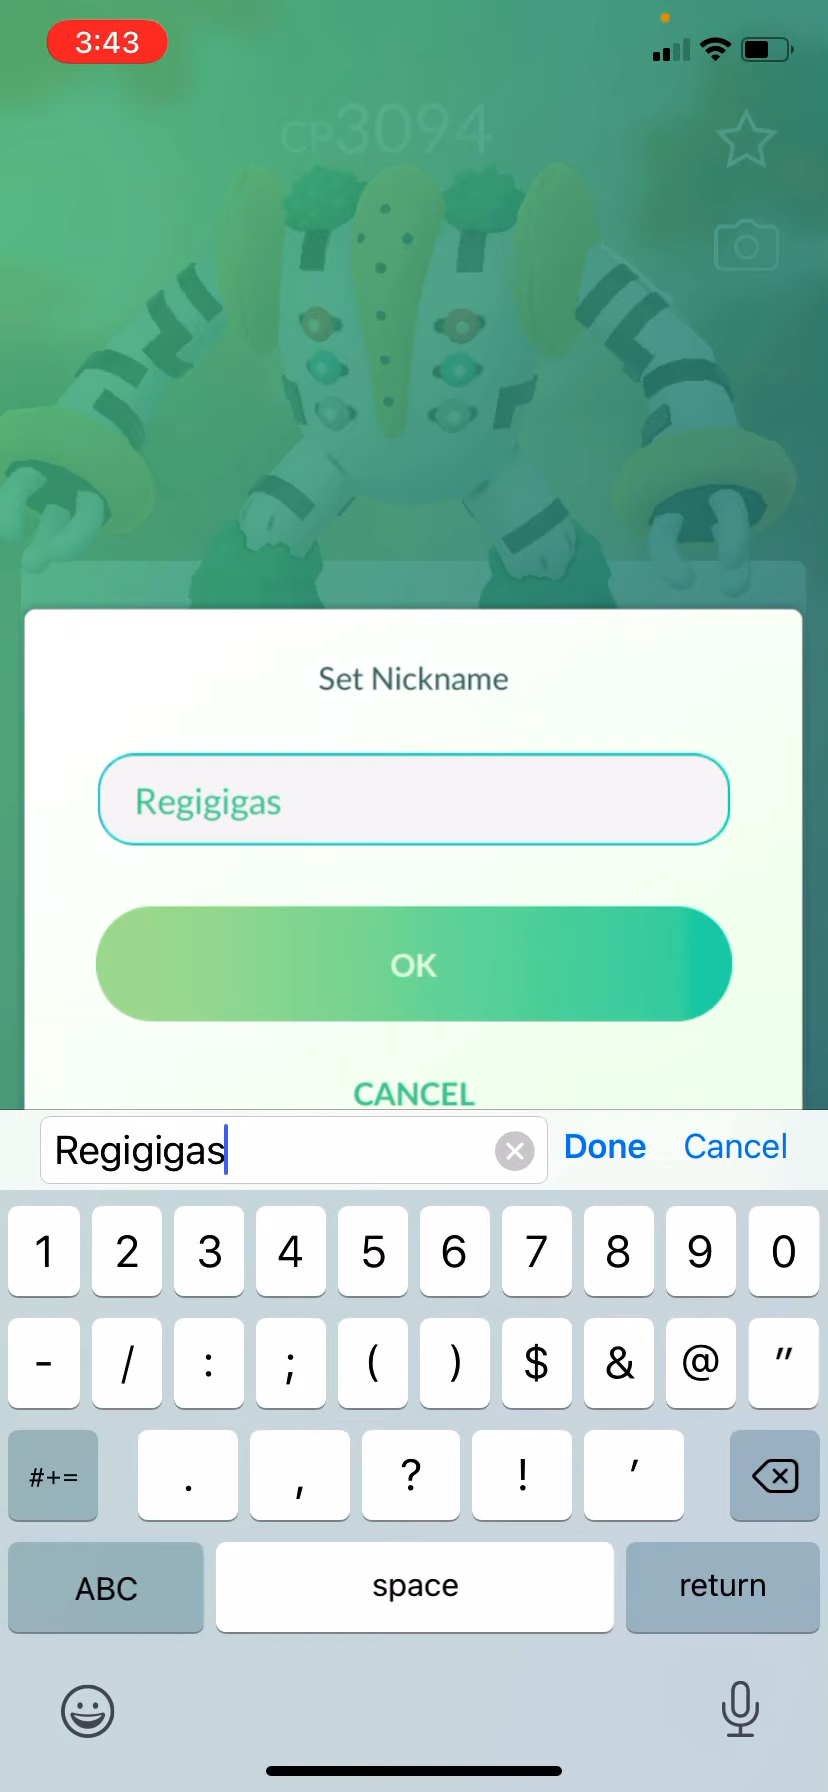 3:43
CP3094
Set Nickname
Regigigas
OK
CANCEL
Regigigas Done Cancel
1 2 3 4 5 6 7 8 9 0
- / : ; ( ) $ & @ "
#+= . , ? ! '
ABC space return